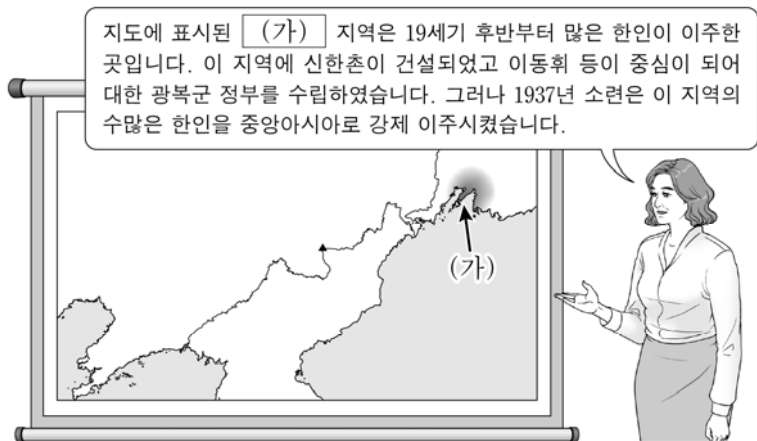 지도에 표시된 (가) 지역은 19세기 후반부터 많은 한인이 이주한
곳입니다. 이 지역에 신한촌이 건설되었고 이동휘 등이 중심이 되어
대한 광복군 정부를 수립하였습니다. 그러나 1937년 소련은 이 지역의
수많은 한인을 중앙아시아로 강제 이주시켰습니다.
(가)